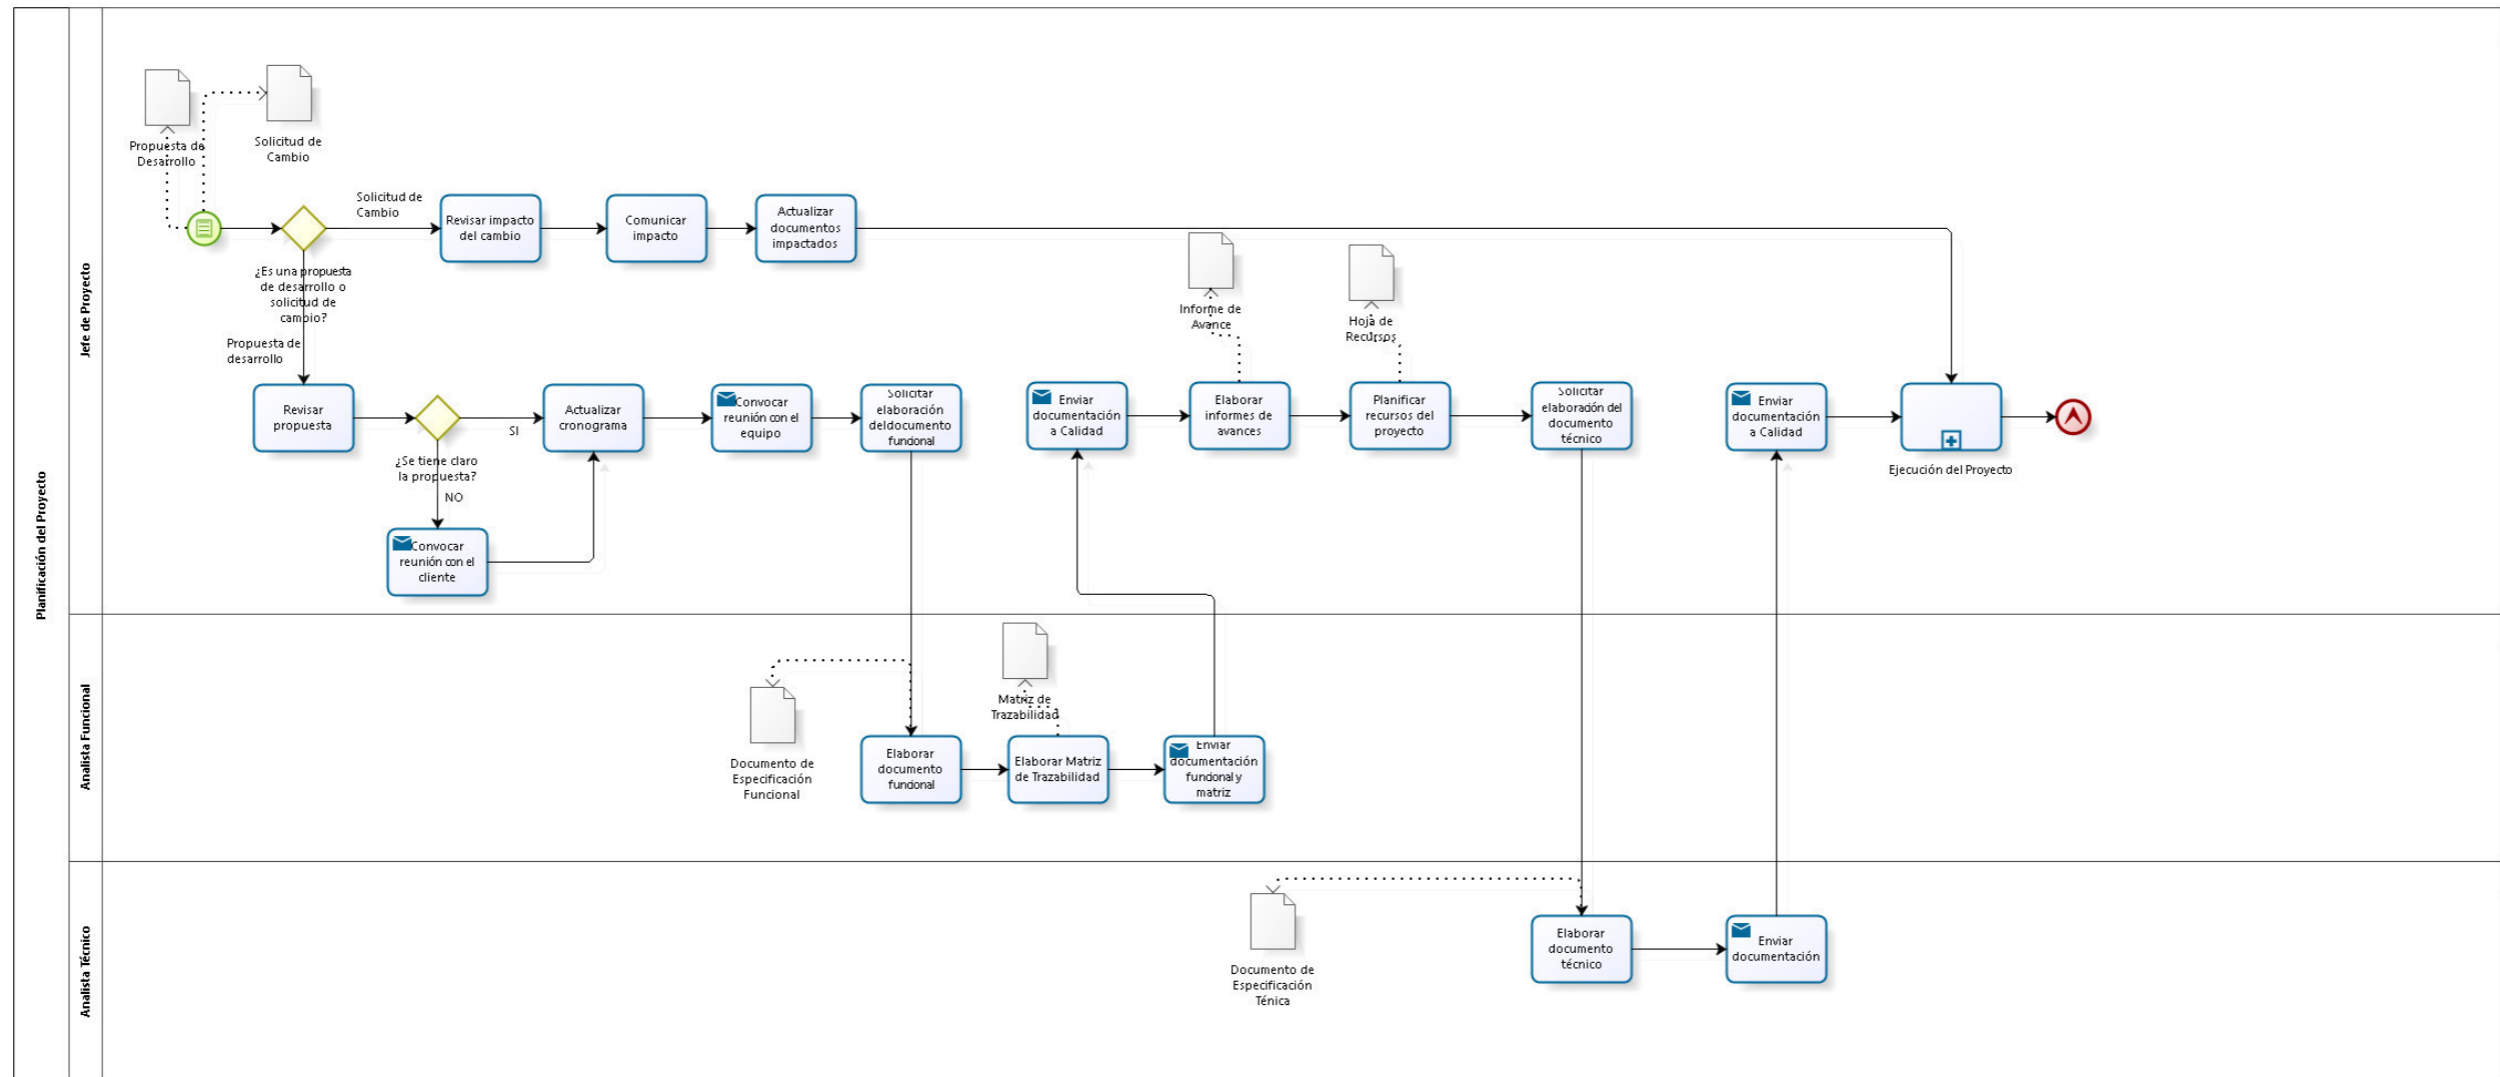 Planificación del Proyecto
Jefe de Proyecto
Propuesta de
Desarrollo
Solicitud de
Cambio
Solicitud de
Cambio
¿Es una propuesta
de desarrollo o
solicitud de
cambio?
Propuesta de
desarrollo
Revisar impacto
del cambio
Comunicar
impacto
Actualizar
documentos
impactados
Informe de
Avance
Hoja de
Recursos
Revisar
propuesta
¿Se tiene claro
la propuesta?
SI
NO
Convocar
reunión con el
cliente
Actualizar
cronograma
Convocar
reunión con el
equipo
Solicitar
elaboración
deldocumento
funcional
Enviar
documentación
a Calidad
Elaborar
informes de
avances
Planificar
recursos del
proyecto
Solicitar
elaboración del
documento
técnico
Enviar
documentación
a Calidad
Ejecución del Proyecto
Analista Funcional
Documento de
Especificación
Funcional
Matriz de
Trazabilidad
Elaborar
documento
funcional
Elaborar Matriz
de Trazabilidad
Enviar
documentación
funcional y
matriz
Analista Técnico
Documento de
Especificación
Ténica
Elaborar
documento
técnico
Enviar
documentación